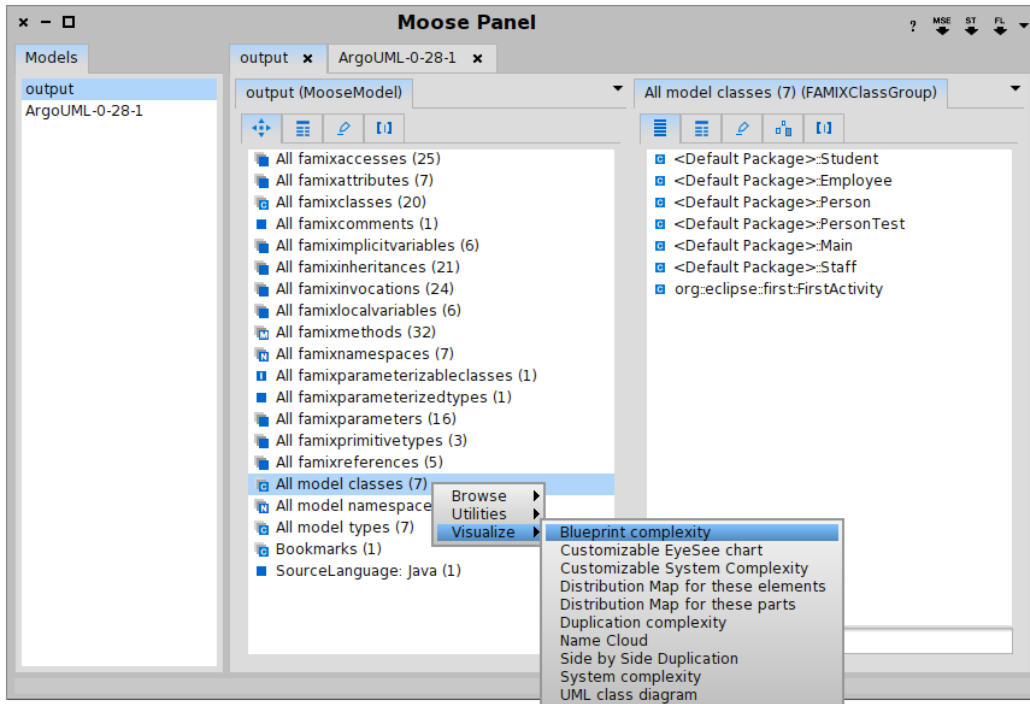 Moose Panel
? MSE ST FL
Models
output
ArgoUML-0-28-1
output x ArgoUML-0-28-1 x
output (MooseModel)
All famixaccesses (25)
All famixattributes (7)
All famixclasses (20)
All famixcomments (1)
All famiximplicitvariables (6)
All famixinheritances (21)
All famixinvocations (24)
All famixlocalvariables (6)
All famixmethods (32)
All famixnamespaces (7)
All famixparameterizableclasses (1)
All famixparameterizedtypes (1)
All famixparameters (16)
All famixprimitivetypes (3)
All famixreferences (5)
All model classes (7)
All model namespace
All model types (7)
Bookmarks (1)
SourceLanguage: Java (1)
Browse
Utilities
Visualize
Blueprint complexity
Customizable EyeSee chart
Customizable System Complexity
Distribution Map for these elements
Distribution Map for these parts
Duplication complexity
Name Cloud
Side by Side Duplication
System complexity
UML class diagram
All model classes (7) (FAMIXClassGroup)
<Default Package>::Student
<Default Package>::Employee
<Default Package>::Person
<Default Package>::PersonTest
<Default Package>::Main
<Default Package>::Staff
org::eclipse::first::FirstActivity